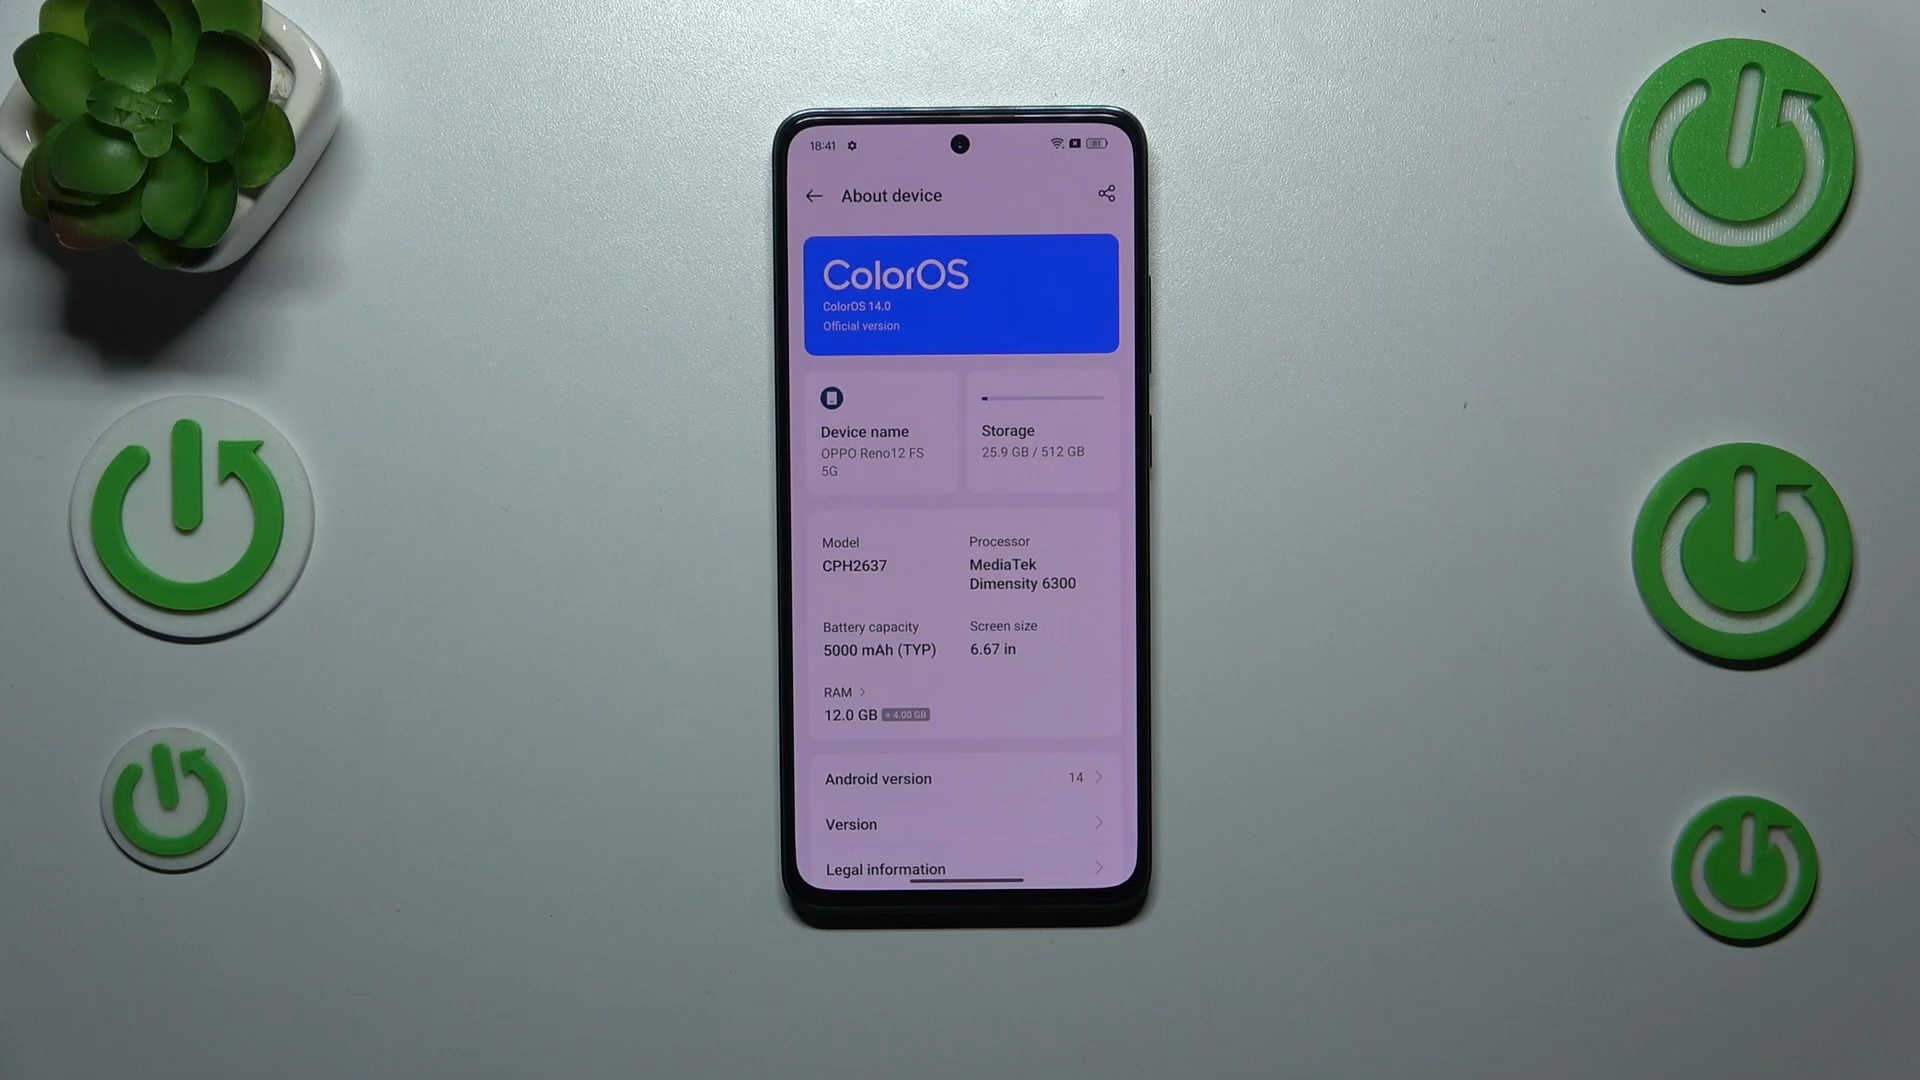 18:41
81
About device
ColorOS
ColorOS 14.0
Official version
Device name
OPPO Reno12 FS
5G
Storage
25.9 GB / 512 GB
Model
CPH2637
Processor
MediaTek
Dimensity 6300
Battery capacity
5000 mAh (TYP)
Screen size
6.67 in
RAM >
12.0 GB + 4.00 GB
Android version 14 >
Version >
Legal information >